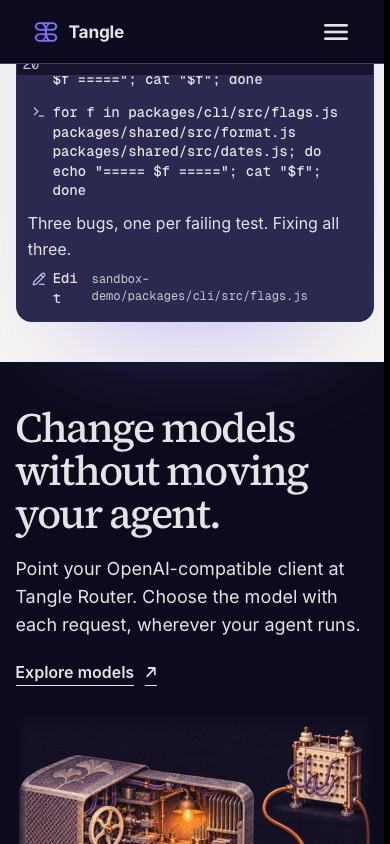 Tangle
20
$f ====="; cat "$f"; done
for f in packages/cli/src/flags.js
packages/shared/src/format.js
packages/shared/src/dates.js; do
echo "===== $f ====="; cat "$f";
done
Three bugs, one per failing test. Fixing all
three.
Edi
t
sandbox-
demo/packages/cli/src/flags.js
Change models
without moving
your agent.
Point your OpenAI-compatible client at
Tangle Router. Choose the model with
each request, wherever your agent runs.
Explore models ↗